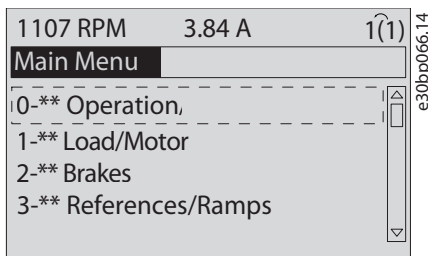 1107 RPM 3.84 A 1(1)
Main Menu
0-** Operation/
1-** Load/Motor
2-** Brakes
3-** References/Ramps
e30bp066.14